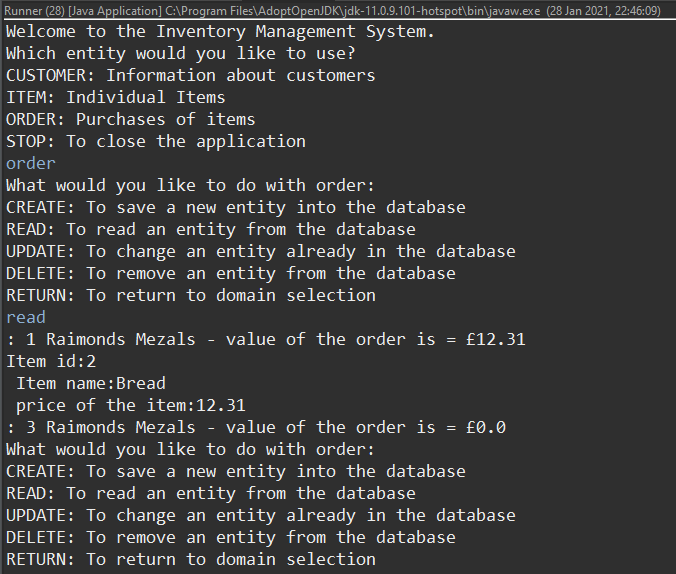 Runner (28) [Java Application] C:\Program Files\AdoptOpenJDK\jdk-11.0.9.101-hotspot\bin\javaw.exe (28 Jan 2021, 22:46:09)
Welcome to the Inventory Management System.
Which entity would you like to use?
CUSTOMER: Information about customers
ITEM: Individual Items
ORDER: Purchases of items
STOP: To close the application
order
What would you like to do with order:
CREATE: To save a new entity into the database
READ: To read an entity from the database
UPDATE: To change an entity already in the database
DELETE: To remove an entity from the database
RETURN: To return to domain selection
read
: 1 Raimonds Mezals - value of the order is = £12.31
Item id:2
 Item name:Bread
 price of the item:12.31
: 3 Raimonds Mezals - value of the order is = £0.0
What would you like to do with order:
CREATE: To save a new entity into the database
READ: To read an entity from the database
UPDATE: To change an entity already in the database
DELETE: To remove an entity from the database
RETURN: To return to domain selection